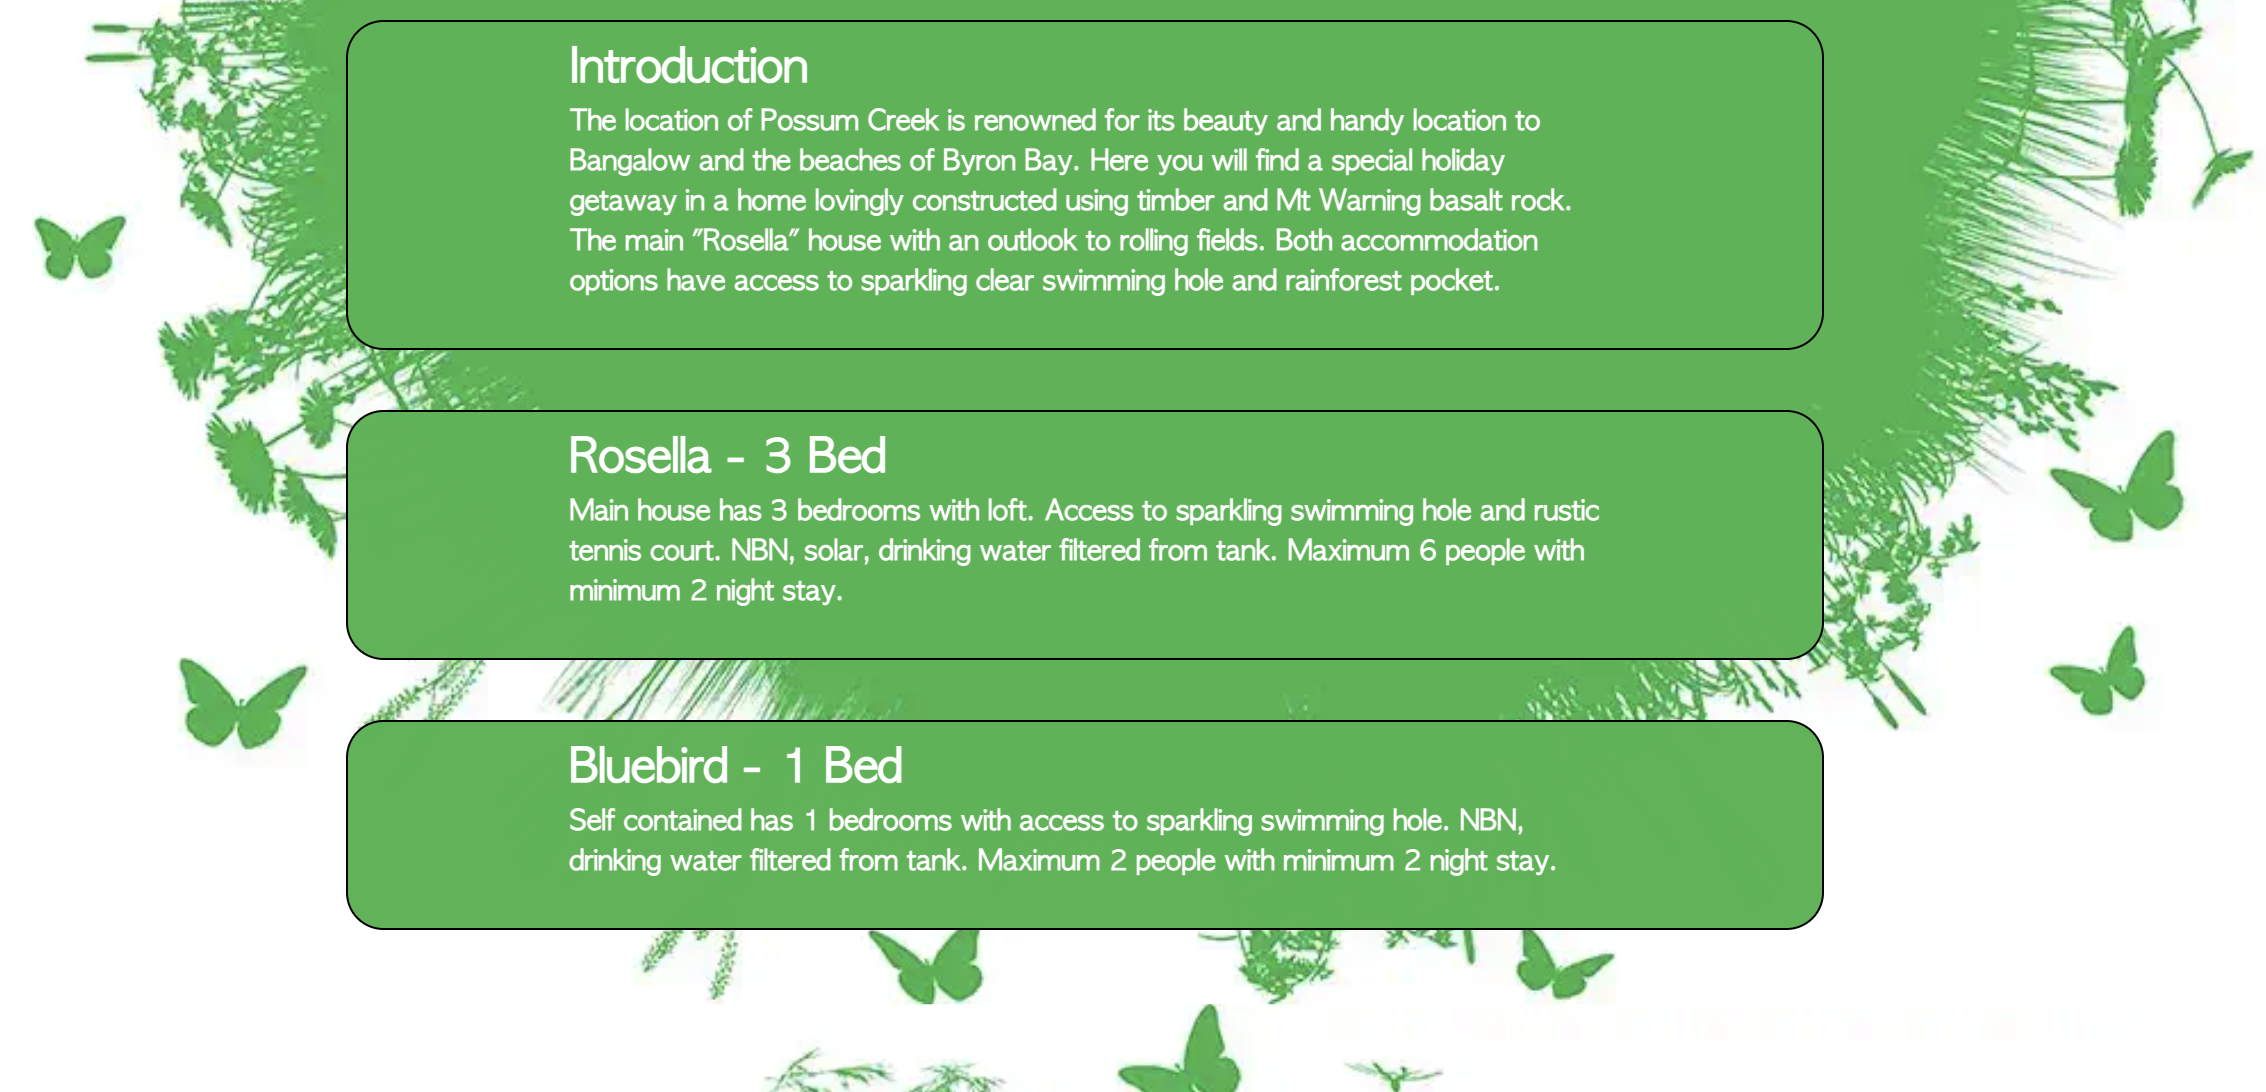 Introduction
The location of Possum Creek is renowned for its beauty and handy location to
Bangalow and the beaches of Byron Bay. Here you will find a special holiday
getaway in a home lovingly constructed using timber and Mt Warning basalt rock.
The main "Rosella" house with an outlook to rolling fields. Both accommodation
options have access to sparkling clear swimming hole and rainforest pocket.
Rosella - 3 Bed
Main house has 3 bedrooms with loft. Access to sparkling swimming hole and rustic
tennis court. NBN, solar, drinking water filtered from tank. Maximum 6 people with
minimum 2 night stay.
Bluebird - 1 Bed
Self contained has 1 bedrooms with access to sparkling swimming hole. NBN,
drinking water filtered from tank. Maximum 2 people with minimum 2 night stay.